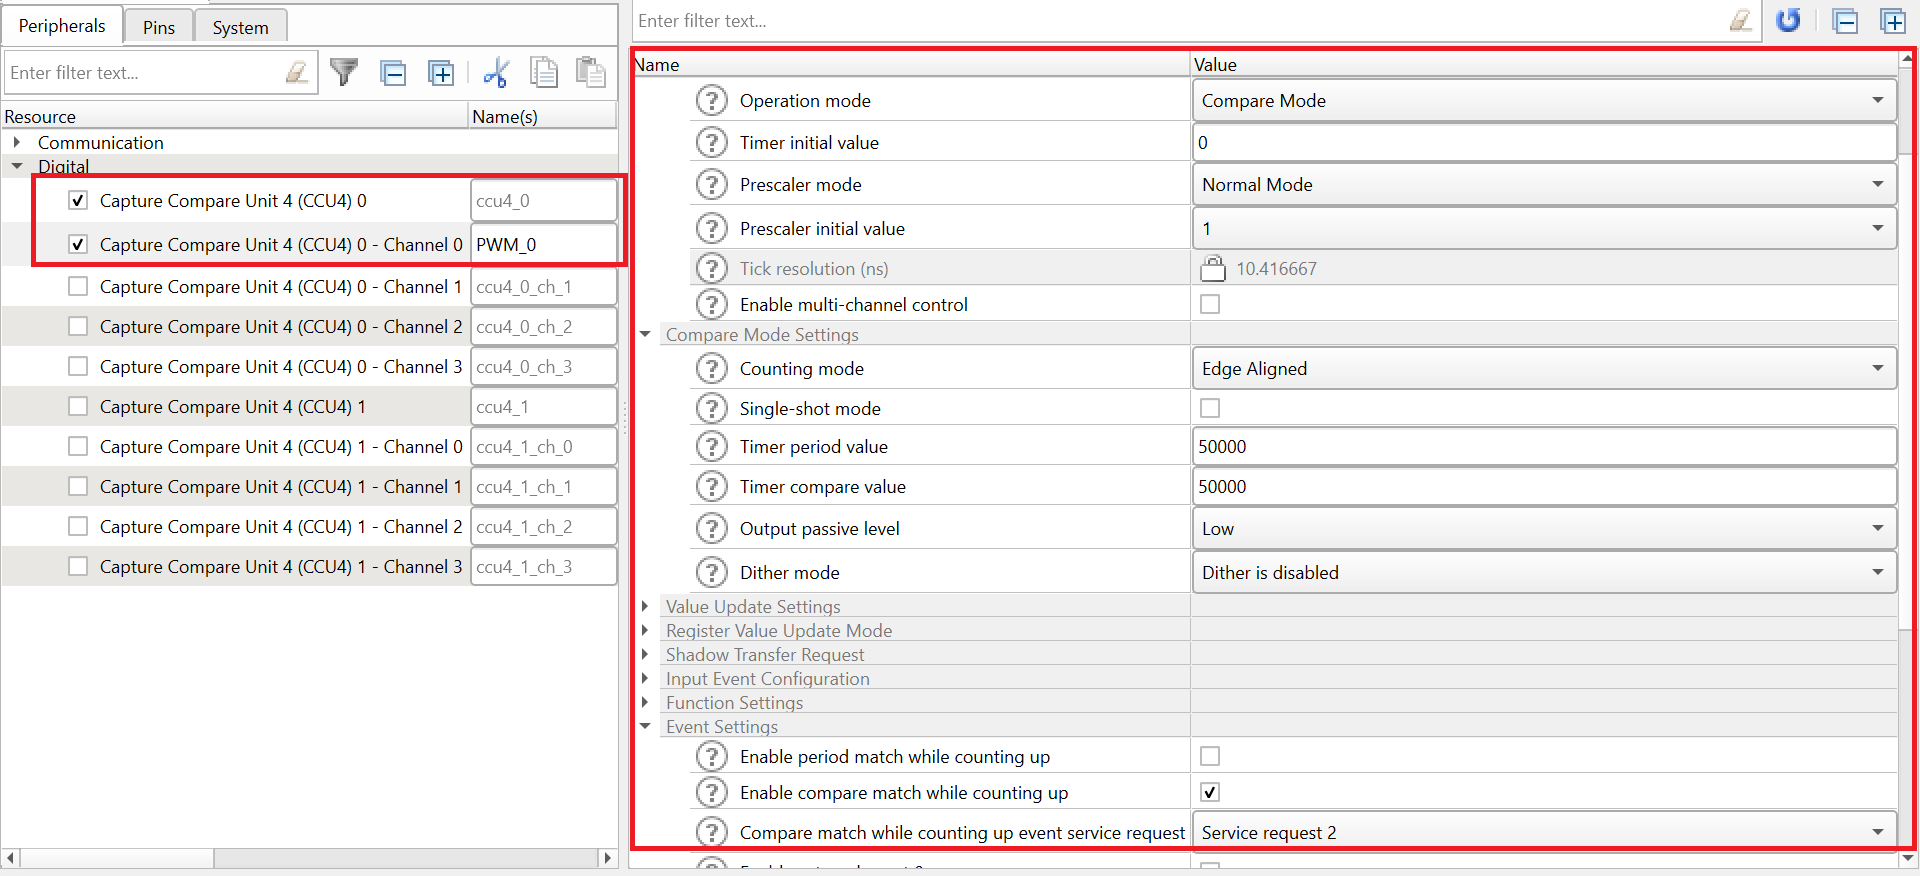 Peripherals Pins System
Enter filter text...
Resource Name(s)
Communication
Digital
Capture Compare Unit 4 (CCU4) 0 ccu4_0
Capture Compare Unit 4 (CCU4) 0 - Channel 0 PWM_0
Capture Compare Unit 4 (CCU4) 0 - Channel 1 ccu4_0_ch_1
Capture Compare Unit 4 (CCU4) 0 - Channel 2 ccu4_0_ch_2
Capture Compare Unit 4 (CCU4) 0 - Channel 3 ccu4_0_ch_3
Capture Compare Unit 4 (CCU4) 1 ccu4_1
Capture Compare Unit 4 (CCU4) 1 - Channel 0 ccu4_1_ch_0
Capture Compare Unit 4 (CCU4) 1 - Channel 1 ccu4_1_ch_1
Capture Compare Unit 4 (CCU4) 1 - Channel 2 ccu4_1_ch_2
Capture Compare Unit 4 (CCU4) 1 - Channel 3 ccu4_1_ch_3
Enter filter text...
Name Value
Operation mode Compare Mode
Timer initial value 0
Prescaler mode Normal Mode
Prescaler initial value 1
Tick resolution (ns) 10.416667
Enable multi-channel control
Compare Mode Settings
Counting mode Edge Aligned
Single-shot mode
Timer period value 50000
Timer compare value 50000
Output passive level Low
Dither mode Dither is disabled
Value Update Settings
Register Value Update Mode
Shadow Transfer Request
Input Event Configuration
Function Settings
Event Settings
Enable period match while counting up
Enable compare match while counting up
Compare match while counting up event service request Service request 2